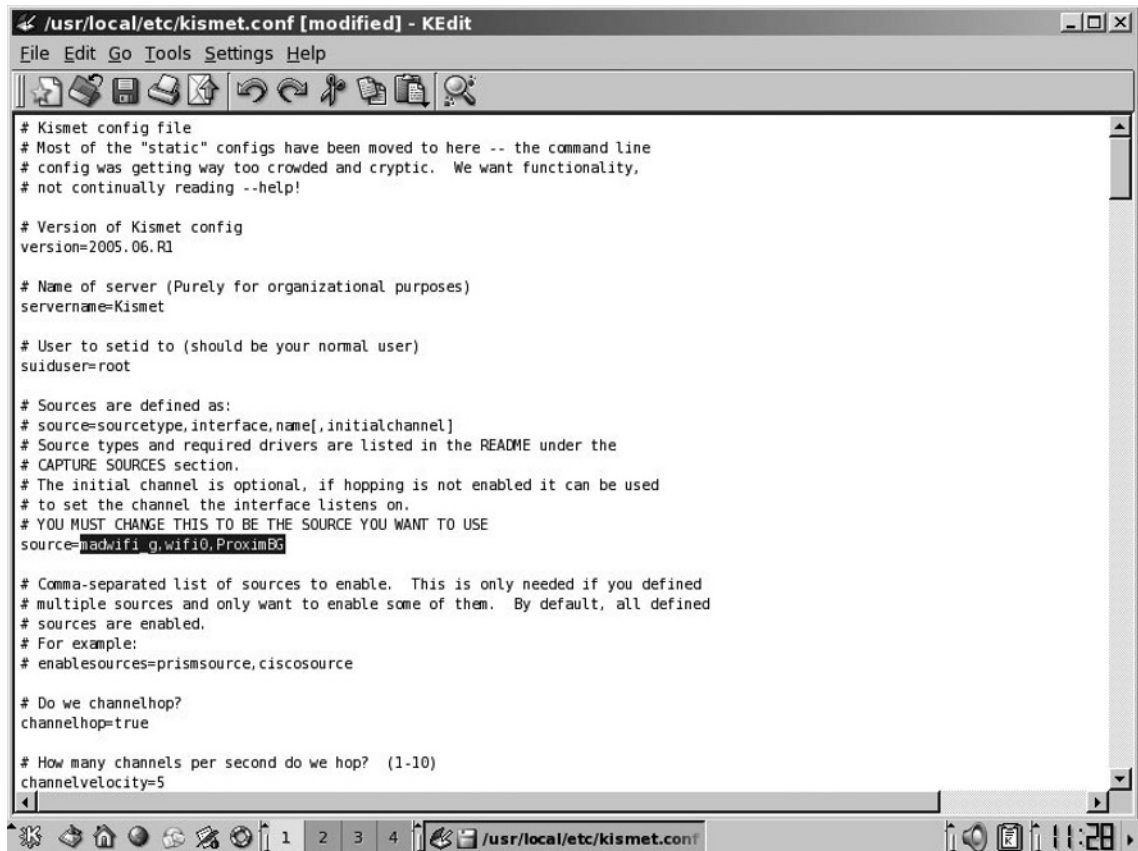 /usr/local/etc/kismet.conf [modified] - KEdit
File Edit Go Tools Settings Help
# Kismet config file
# Most of the "static" configs have been moved to here -- the command line
# config was getting way too crowded and cryptic.  We want functionality,
# not continually reading --help!
# Version of Kismet config
version=2005.06.R1
# Name of server (Purely for organizational purposes)
servername=Kismet
# User to setid to (should be your normal user)
suiduser=root
# Sources are defined as:
# source=sourcetype,interface,name[,initialchannel]
# Source types and required drivers are listed in the README under the
# CAPTURE SOURCES section.
# The initial channel is optional, if hopping is not enabled it can be used
# to set the channel the interface listens on.
# YOU MUST CHANGE THIS TO BE THE SOURCE YOU WANT TO USE
source=madwifi_g,wifi0,ProximBG
# Comma-separated list of sources to enable.  This is only needed if you defined
# multiple sources and only want to enable some of them.  By default, all defined
# sources are enabled.
# For example:
# enablesources=prismsource,ciscosource
# Do we channelhop?
channelhop=true
# How many channels per second do we hop?  (1-10)
channelvelocity=5
1 2 3 4 /usr/local/etc/kismet.conf 11:28